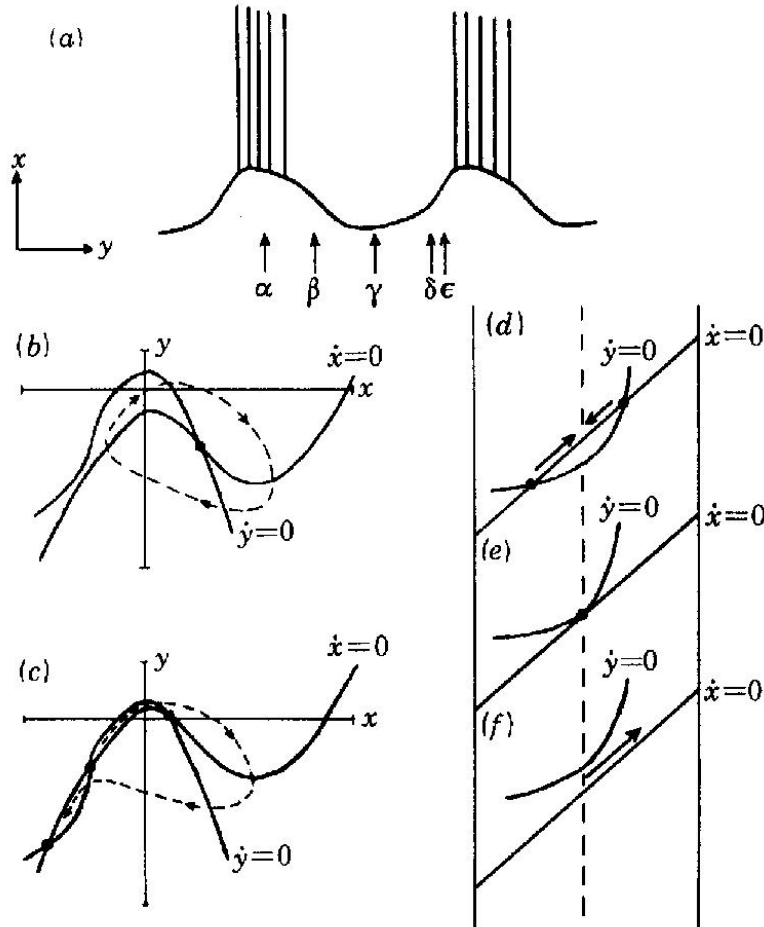 (a)
x
y
α β γ δ ϵ
(b)
y
ẋ=0
x
ẏ=0
(c)
y
ẋ=0
x
ẏ=0
(d)
ẏ=0
ẋ=0
(e)
ẏ=0
ẋ=0
(f)
ẏ=0
ẋ=0